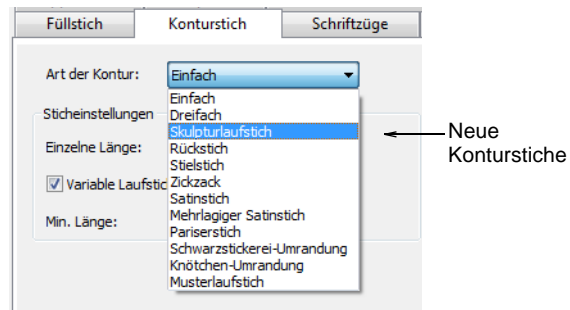 Füllstich Konturstich Schriftzüge
Art der Kontur: Einfach
Einfach
Sticheinstellungen Dreifach
Skulpturlaufstich
Einzelne Länge: Rückstich
Stielstich
Variable Laufstic Zickzack
Satinstich
Min. Länge: Mehrlagiger Satinstich
Pariserstich
Schwarzstickerei-Umrandung
Knötchen-Umrandung
Musterlaufstich
Neue
Konturstiche